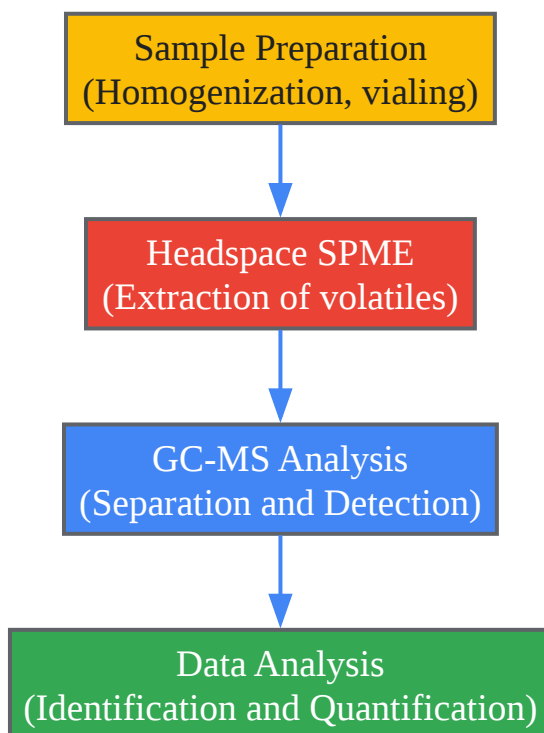 Sample Preparation
(Homogenization, vialing)
Headspace SPME
(Extraction of volatiles)
GC-MS Analysis
(Separation and Detection)
Data Analysis
(Identification and Quantification)